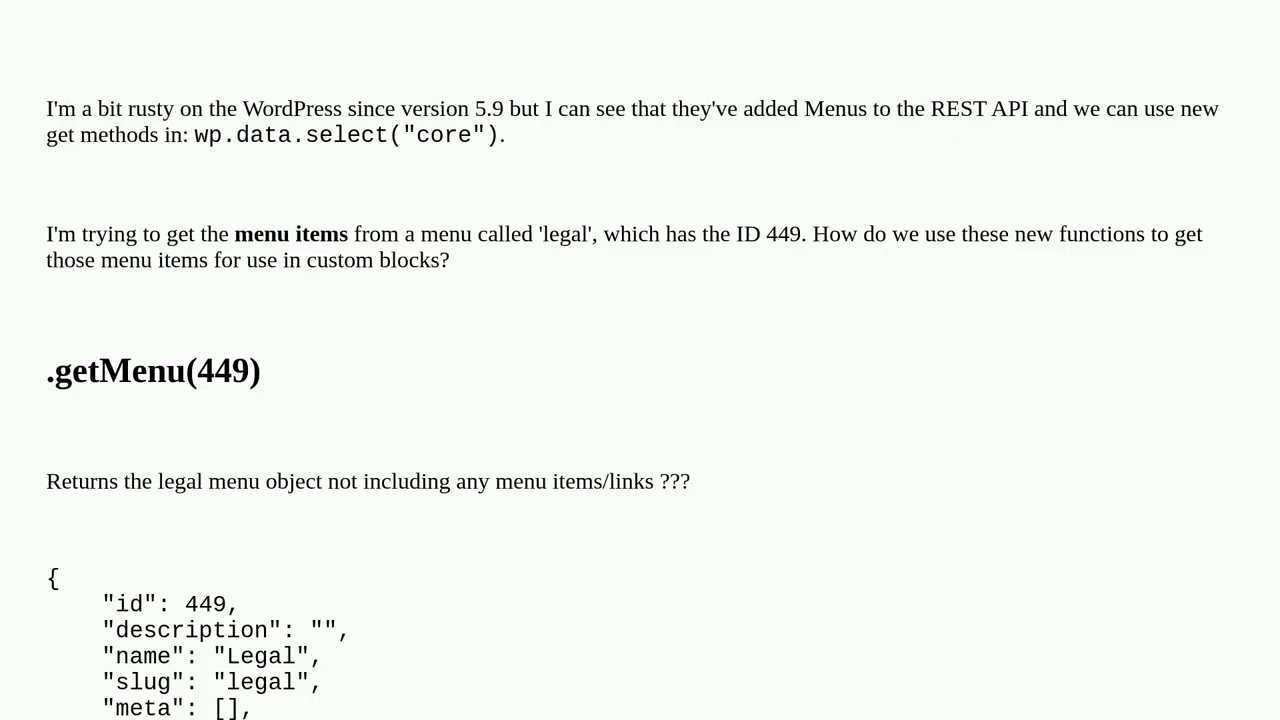 I'm a bit rusty on the WordPress since version 5.9 but I can see that they've added Menus to the REST API and we can use new
get methods in: wp.data.select("core").
I'm trying to get the menu items from a menu called 'legal', which has the ID 449. How do we use these new functions to get
those menu items for use in custom blocks?
.getMenu(449)
Returns the legal menu object not including any menu items/links ???
{
    "id": 449,
    "description": "",
    "name": "Legal",
    "slug": "legal",
    "meta": [],